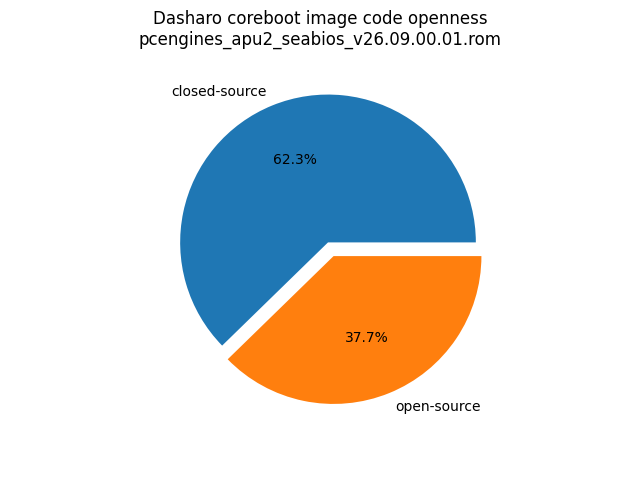 Dasharo coreboot image code openness
pcengines_apu2_seabios_v26.09.00.01.rom
closed-source
62.3%
37.7%
open-source